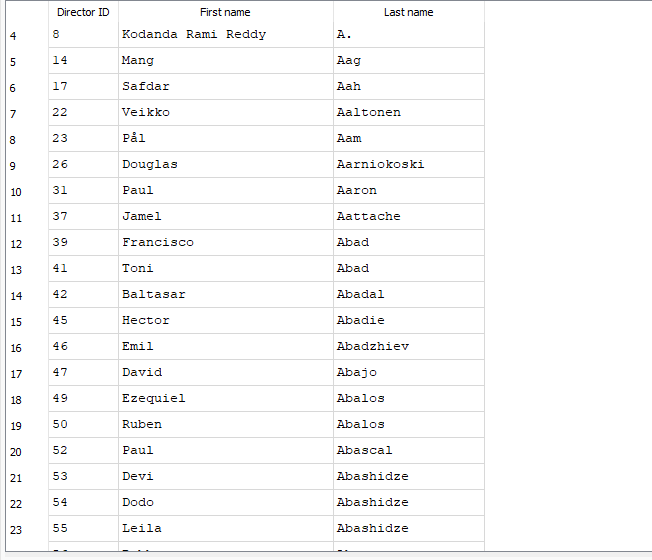 Director ID First name Last name
4 8 Kodanda Rami Reddy A.
5 14 Mang Aag
6 17 Safdar Aah
7 22 Veikko Aaltonen
8 23 Pål Aam
9 26 Douglas Aarniokoski
10 31 Paul Aaron
11 37 Jamel Aattache
12 39 Francisco Abad
13 41 Toni Abad
14 42 Baltasar Abadal
15 45 Hector Abadie
16 46 Emil Abadzhiev
17 47 David Abajo
18 49 Ezequiel Abalos
19 50 Ruben Abalos
20 52 Paul Abascal
21 53 Devi Abashidze
22 54 Dodo Abashidze
23 55 Leila Abashidze